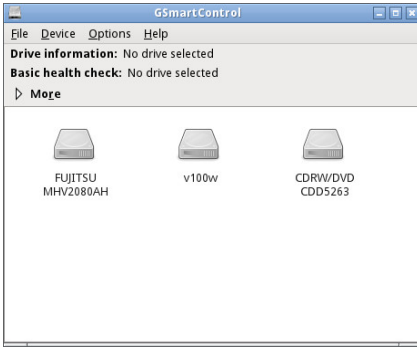 GSmartControl
File Device Options Help
Drive information: No drive selected
Basic health check: No drive selected
More
FUJITSU
MHV2080AH
v100w
CDRW/DVD
CDD5263